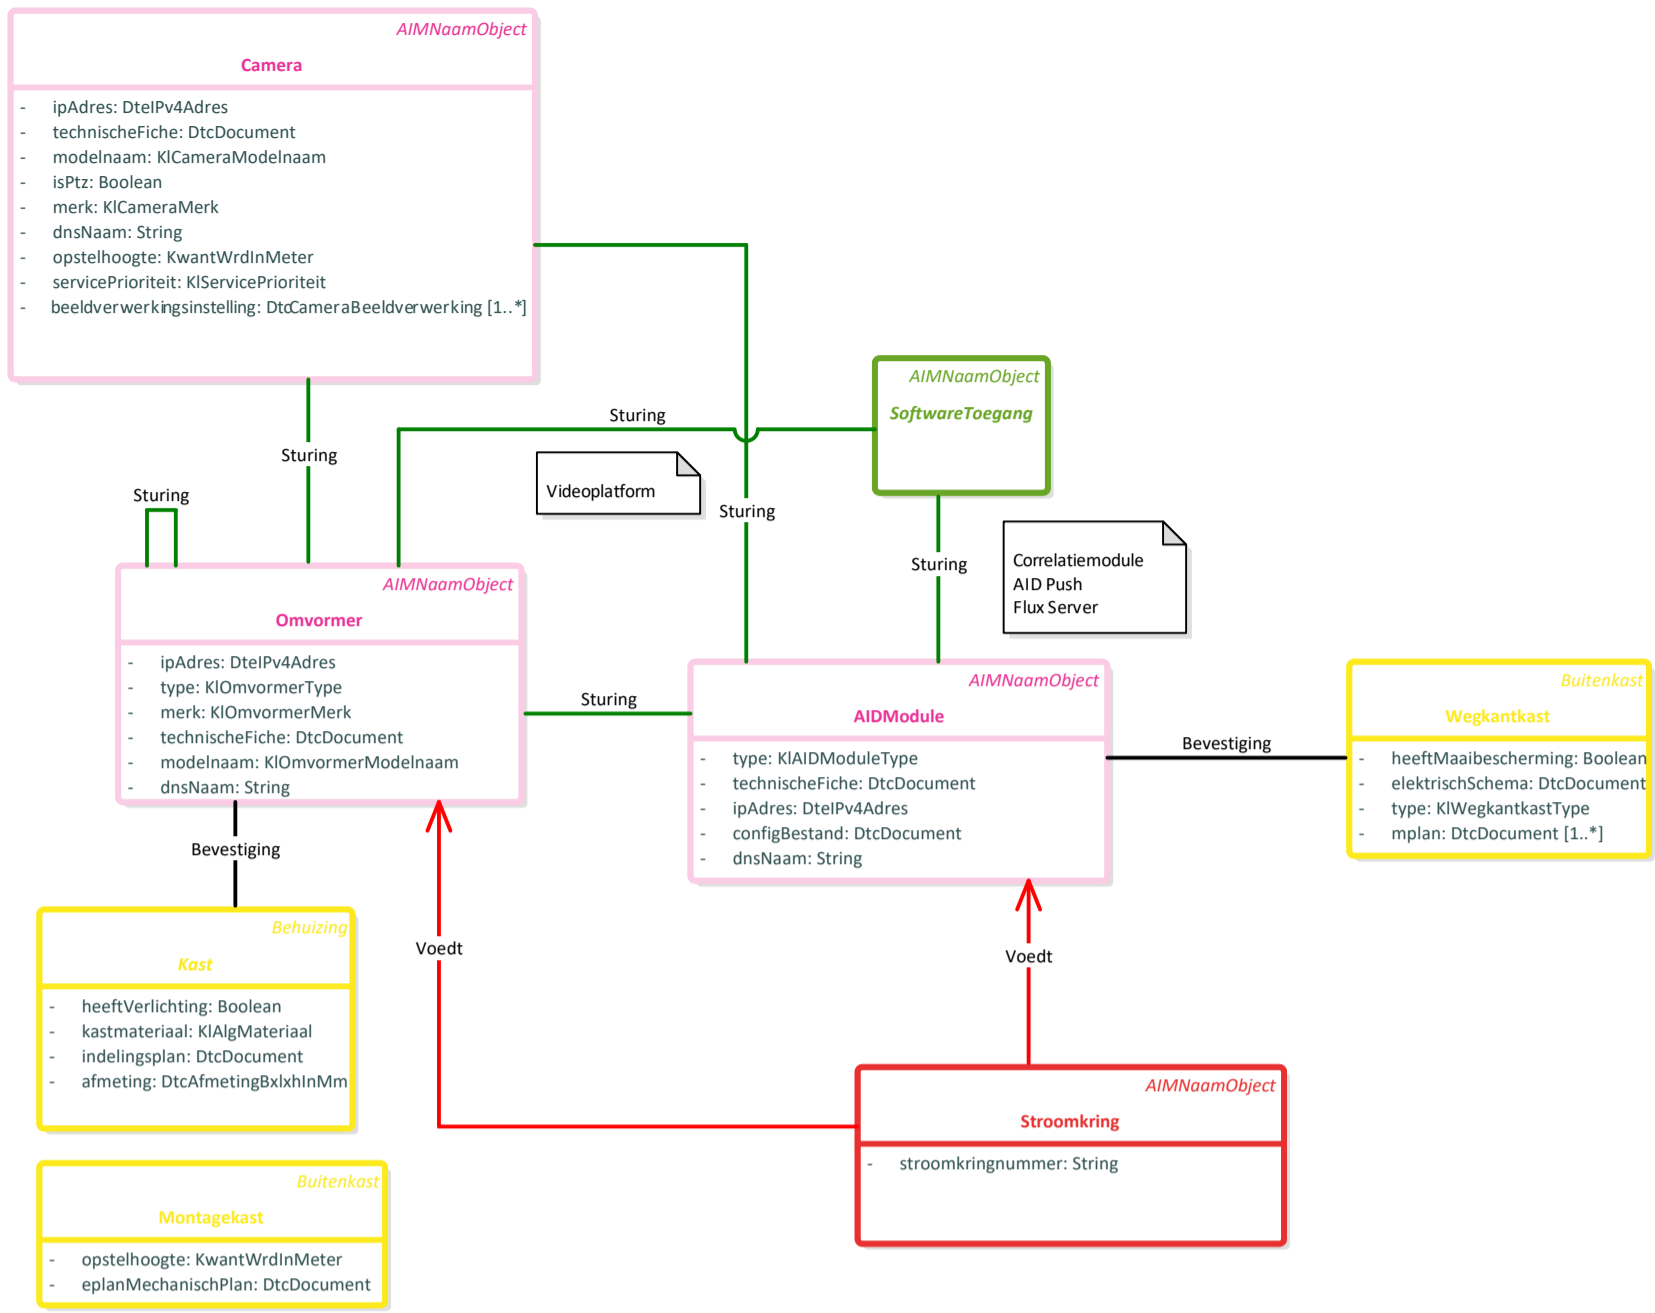 AIMNaamObject
Camera
- ipAdres: DteIPv4Adres
- technischeFiche: DtcDocument
- modelnaam: KlCameraModelnaam
- isPtz: Boolean
- merk: KlCameraMerk
- dnsNaam: String
- opstelhoogte: KwantWrdInMeter
- servicePrioriteit: KlServicePrioriteit
- beeldverwerkingsinstelling: DtcCameraBeeldverwerking [1..*]
AIMNaamObject
SoftwareToegang
Sturing
Sturing
Sturing
Videoplatform
Sturing
Sturing
Correlatiemodule
AID Push
Flux Server
AIMNaamObject
Omvormer
- ipAdres: DteIPv4Adres
- type: KlOmvormerType
- merk: KlOmvormerMerk
- technischeFiche: DtcDocument
- modelnaam: KlOmvormerModelnaam
- dnsNaam: String
Sturing
AIMNaamObject
AIDModule
- type: KlAIDModuleType
- technischeFiche: DtcDocument
- ipAdres: DteIPv4Adres
- configBestand: DtcDocument
- dnsNaam: String
Bevestiging
Buitenkast
Wegkantkast
- heeftMaaibescherming: Boolean
- elektrischSchema: DtcDocument
- type: KlWegkantkastType
- mplan: DtcDocument [1..*]
Bevestiging
Behuizing
Kast
- heeftVerlichting: Boolean
- kastmateriaal: KlAlgMateriaal
- indelingsplan: DtcDocument
- afmeting: DtcAfmetingBxlxhInMm
Voedt
Voedt
AIMNaamObject
Stroomkring
- stroomkringnummer: String
Buitenkast
Montagekast
- opstelhoogte: KwantWrdInMeter
- eplanMechanischPlan: DtcDocument